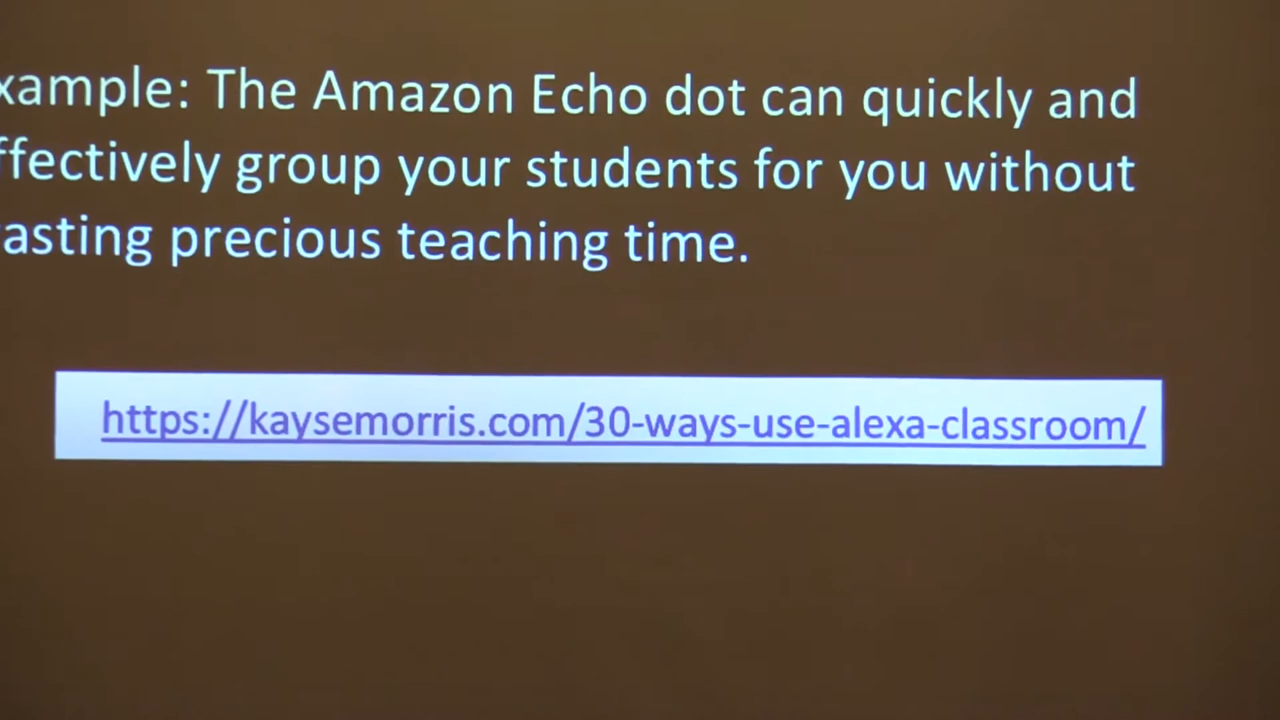 xample: The Amazon Echo dot can quickly and
ffectively group your students for you without
asting precious teaching time.
https://kaysemorris.com/30-ways-use-alexa-classroom/